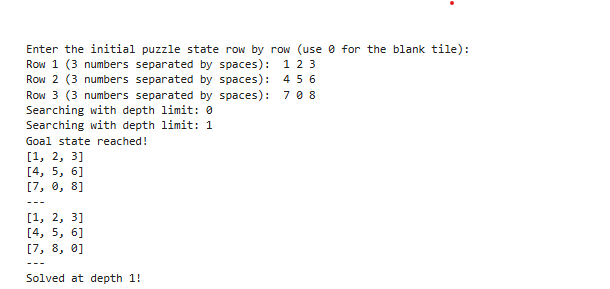 Enter the initial puzzle state row by row (use 0 for the blank tile):
Row 1 (3 numbers separated by spaces):  1 2 3
Row 2 (3 numbers separated by spaces):  4 5 6
Row 3 (3 numbers separated by spaces):  7 0 8
Searching with depth limit: 0
Searching with depth limit: 1
Goal state reached!
[1, 2, 3]
[4, 5, 6]
[7, 0, 8]
---
[1, 2, 3]
[4, 5, 6]
[7, 8, 0]
---
Solved at depth 1!